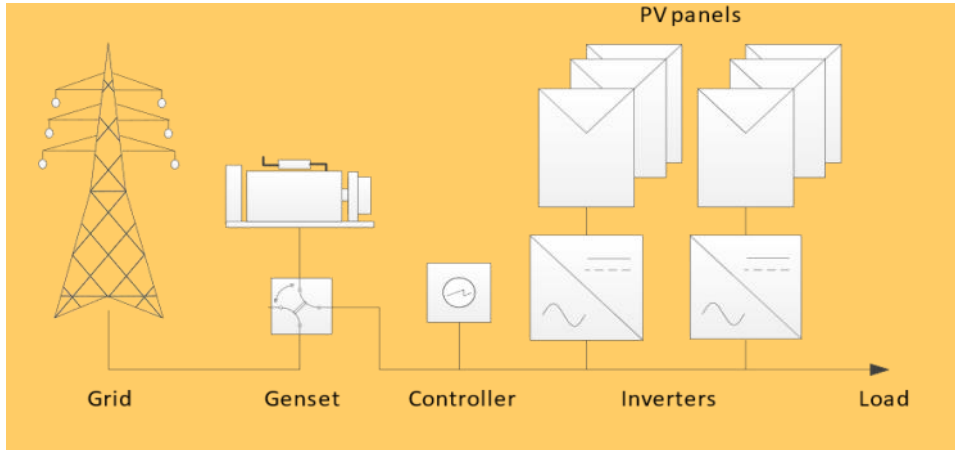 PV panels
Grid
Genset
Controller
Inverters
Load